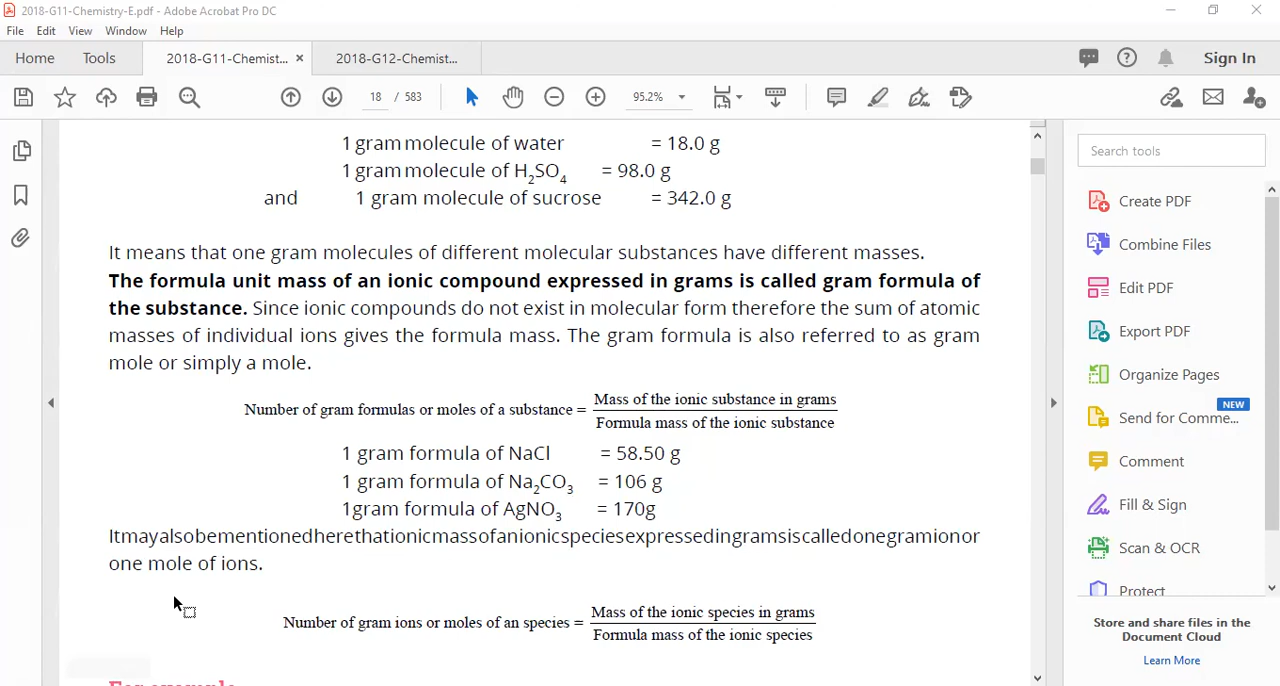 2018-G11-Chemistry-E.pdf - Adobe Acrobat Pro DC
File Edit View Window Help
Home Tools 2018-G11-Chemist... × 2018-G12-Chemist... Sign In
18 / 583 95.2%
1 gram molecule of water = 18.0 g
1 gram molecule of H₂SO₄ = 98.0 g
and 1 gram molecule of sucrose = 342.0 g
It means that one gram molecules of different molecular substances have different masses.
The formula unit mass of an ionic compound expressed in grams is called gram formula of
the substance. Since ionic compounds do not exist in molecular form therefore the sum of atomic
masses of individual ions gives the formula mass. The gram formula is also referred to as gram
mole or simply a mole.
Number of gram formulas or moles of a substance = Mass of the ionic substance in grams
Formula mass of the ionic substance
1 gram formula of NaCl = 58.50 g
1 gram formula of Na₂CO₃ = 106 g
1gram formula of AgNO₃ = 170g
Itmayalsobementionedherethationicmassofanionicspeciesexpressedingramsiscalledonegramionor
one mole of ions.
Number of gram ions or moles of an species = Mass of the ionic species in grams
Formula mass of the ionic species
For example
Search tools
Create PDF
Combine Files
Edit PDF
Export PDF
Organize Pages
NEW
Send for Comme...
Comment
Fill & Sign
Scan & OCR
Protect
Store and share files in the
Document Cloud
Learn More